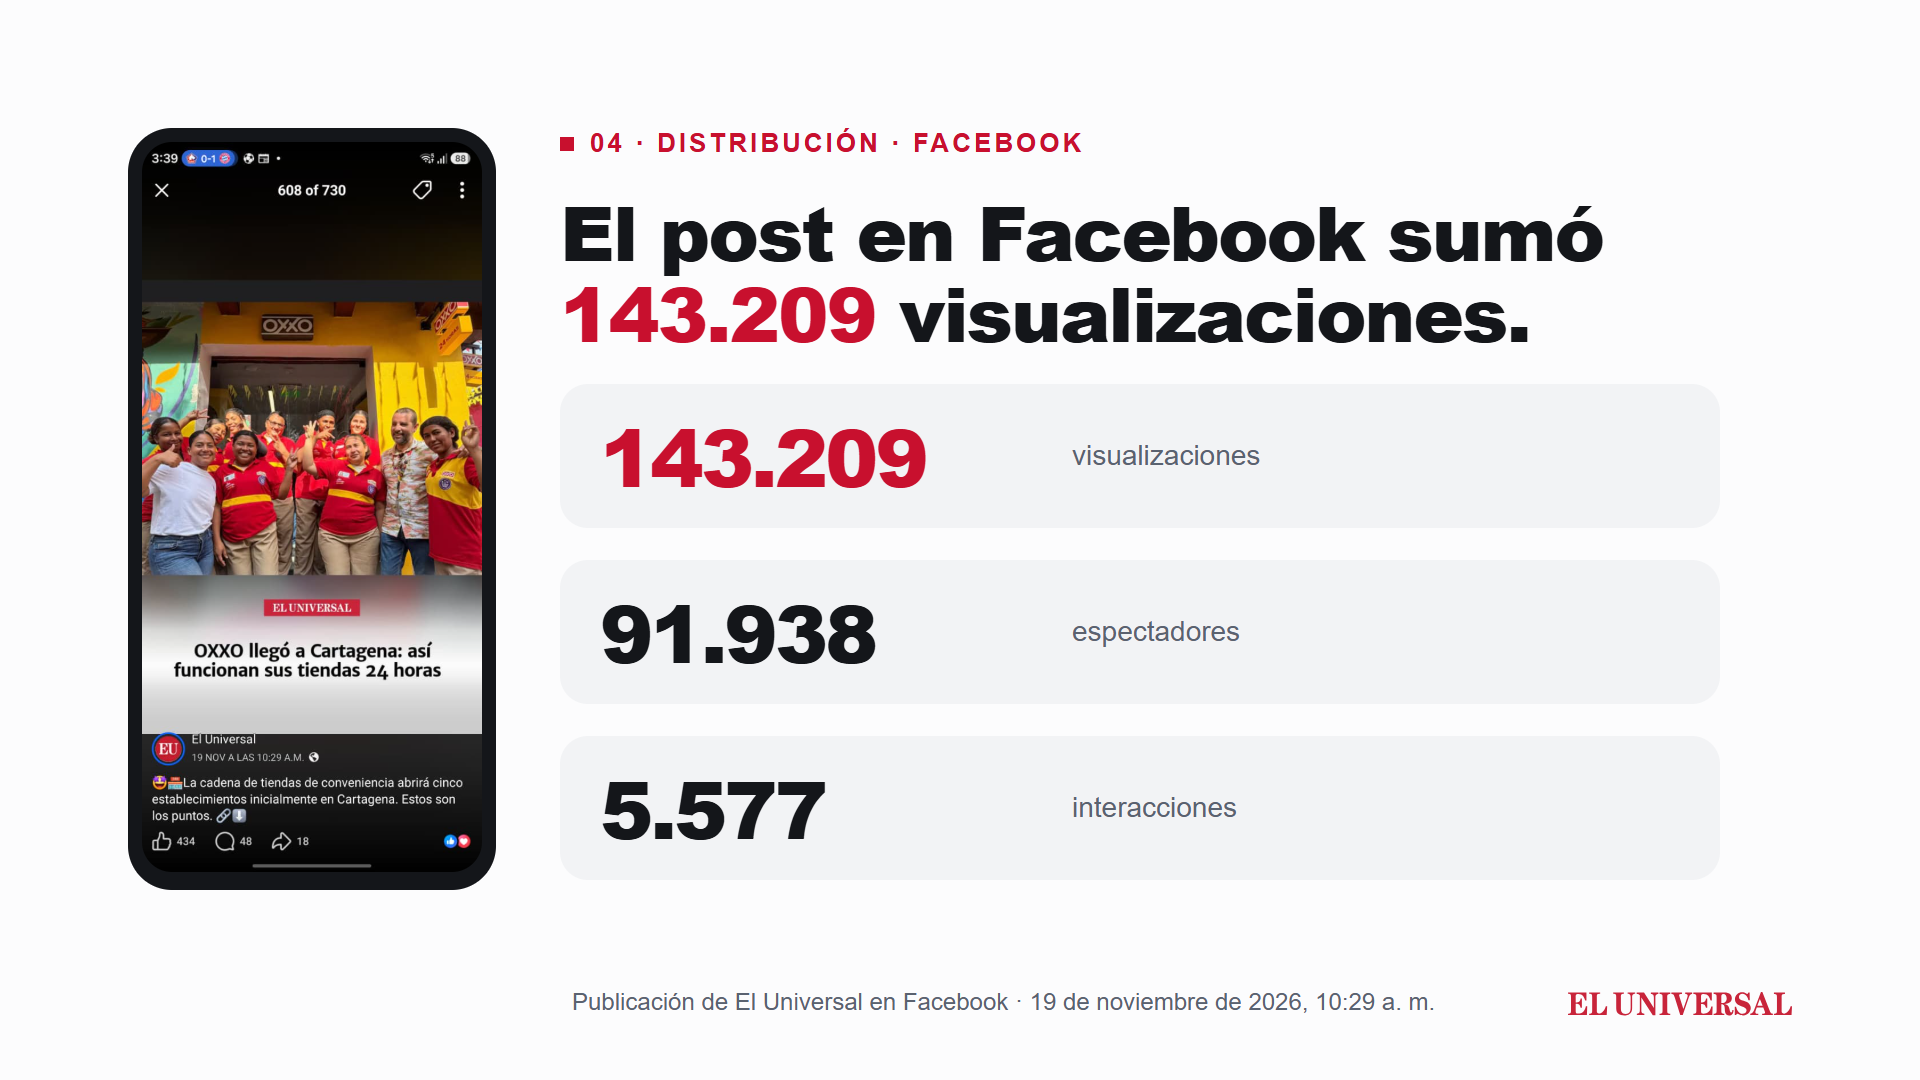 04 · DISTRIBUCIÓN · FACEBOOK
El post en Facebook sumó
143.209 visualizaciones.
143.209 visualizaciones
91.938 espectadores
5.577 interacciones
3:39 0-1 88
608 of 730
OXXO
EL UNIVERSAL
OXXO llegó a Cartagena: así
funcionan sus tiendas 24 horas
EU El Universal
19 NOV A LAS 10:29 A.M.
La cadena de tiendas de conveniencia abrirá cinco
establecimientos inicialmente en Cartagena. Estos son
los puntos.
434 48 18
Publicación de El Universal en Facebook · 19 de noviembre de 2026, 10:29 a. m.
EL UNIVERSAL